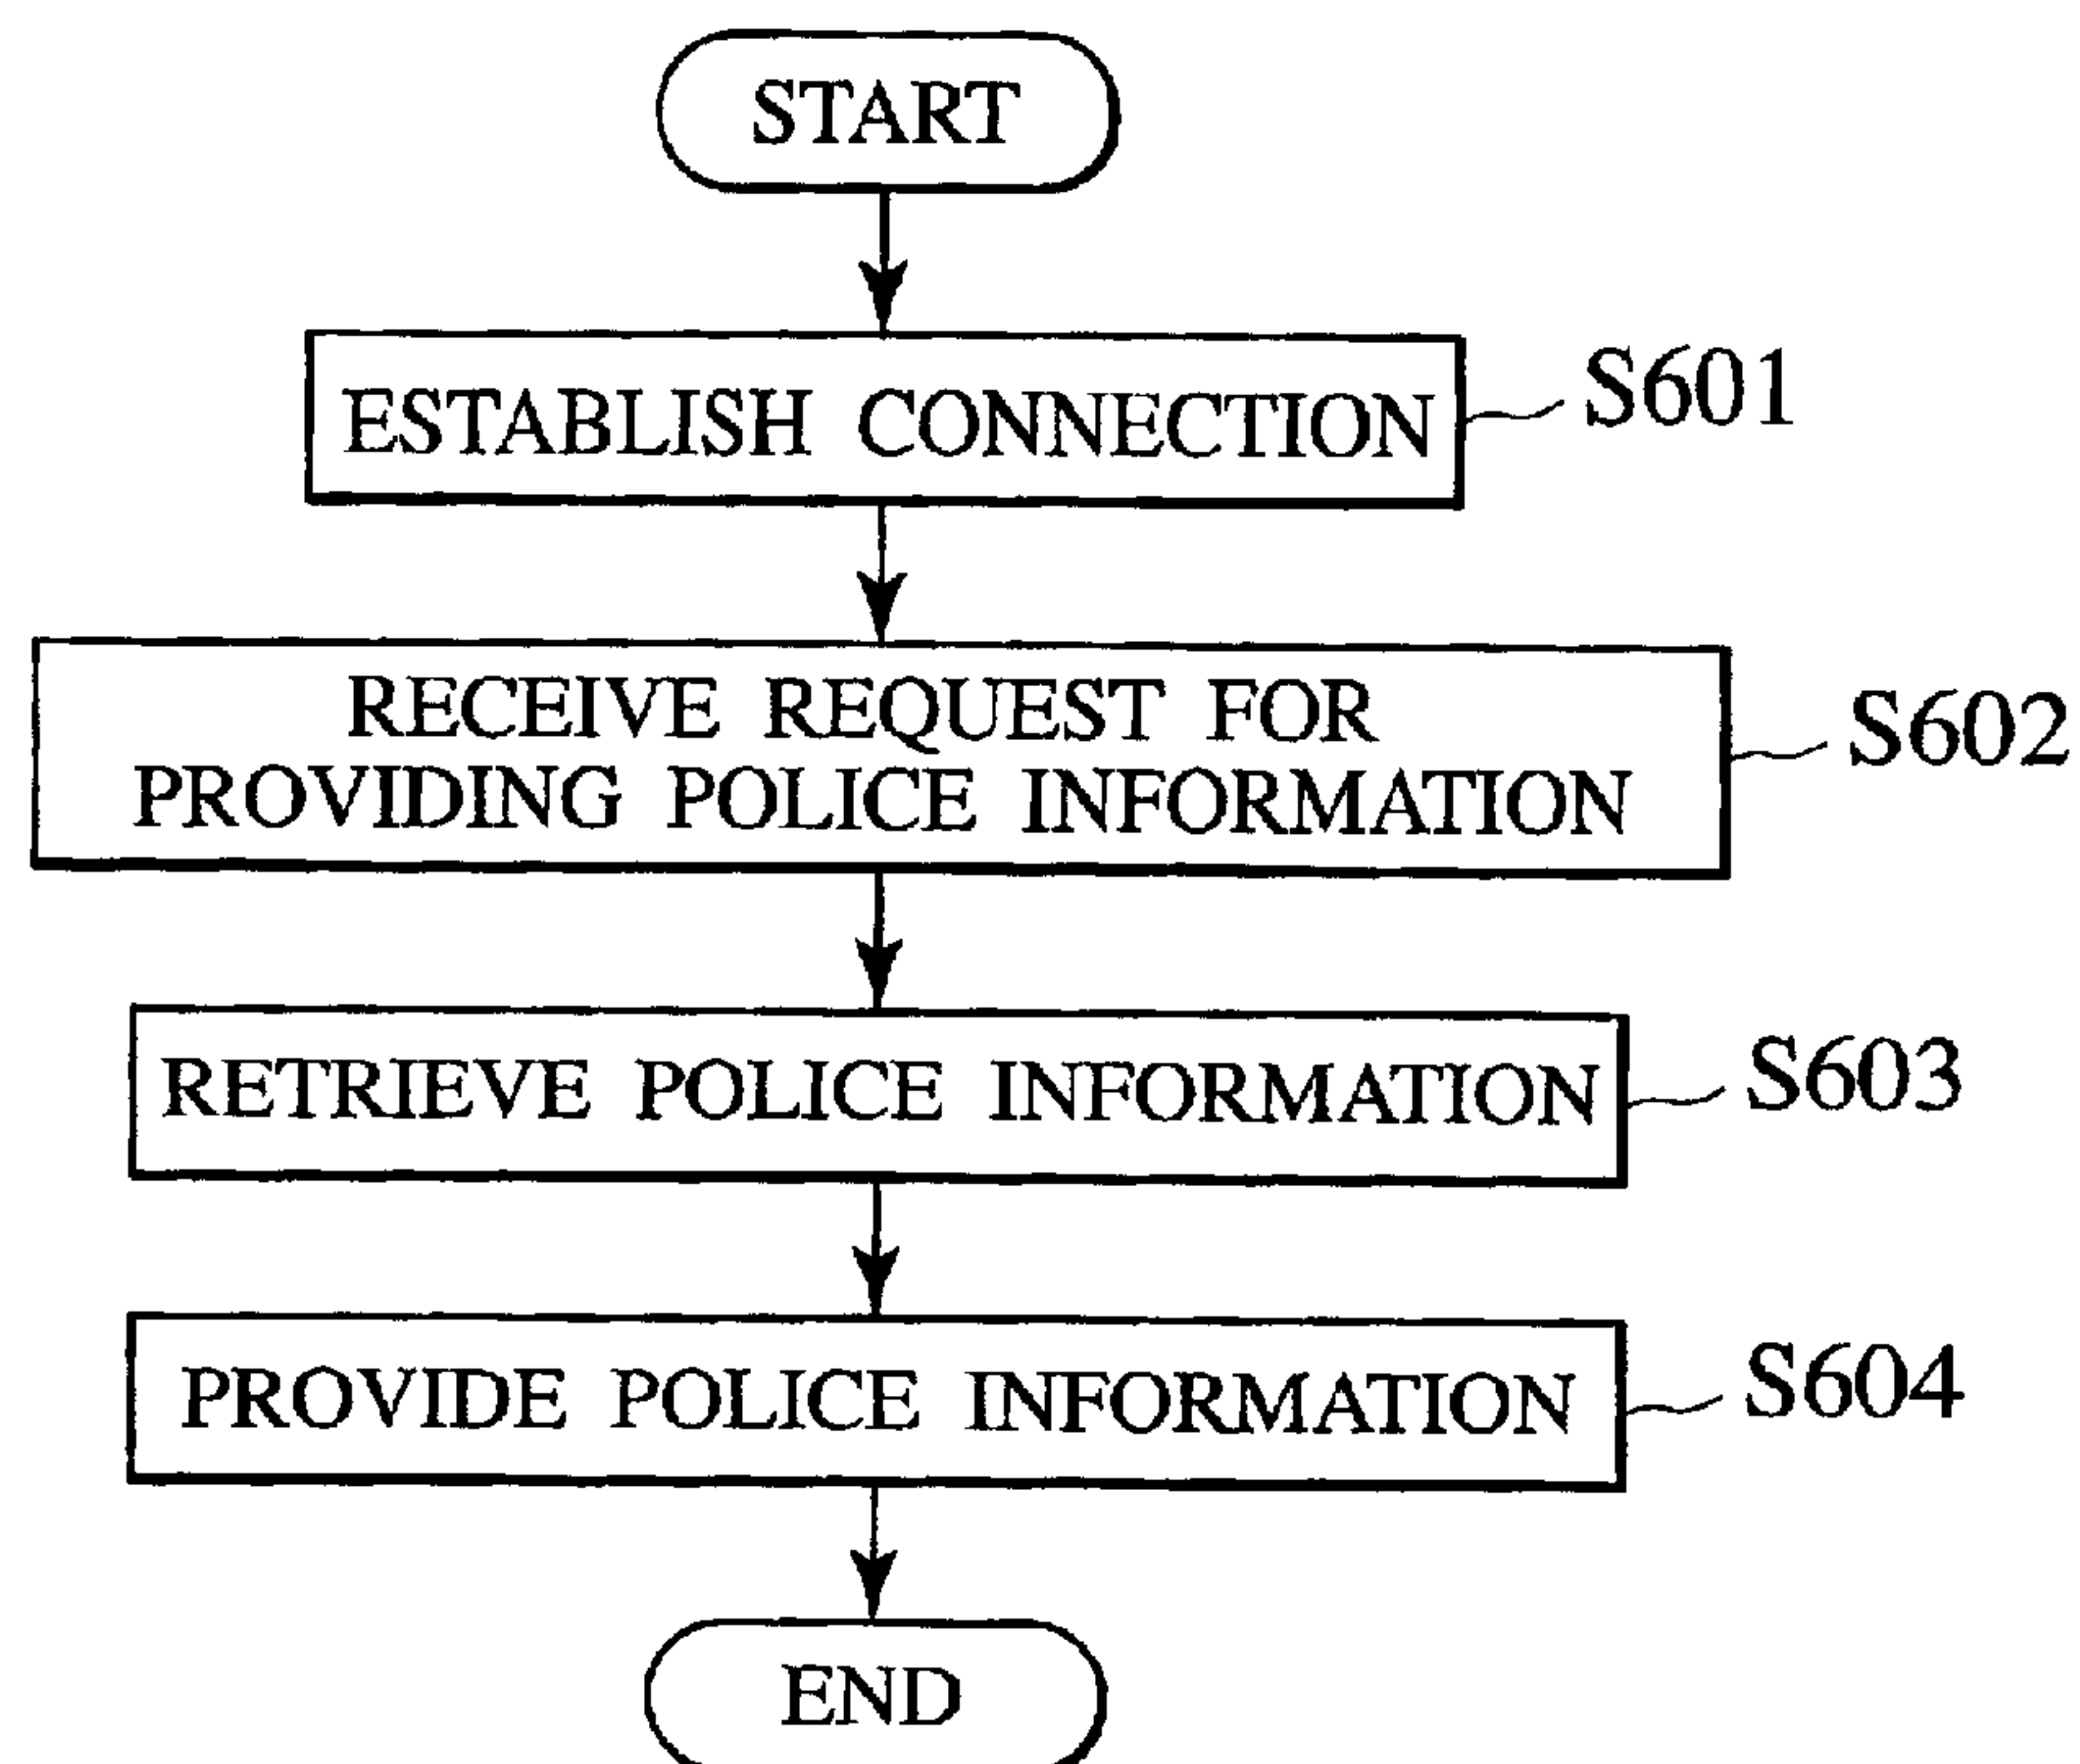 START
ESTABLISH CONNECTION
S601
RECEIVE REQUEST FOR
PROVIDING POLICE INFORMATION
S602
RETRIEVE POLICE INFORMATION
S603
PROVIDE POLICE INFORMATION
S604
END